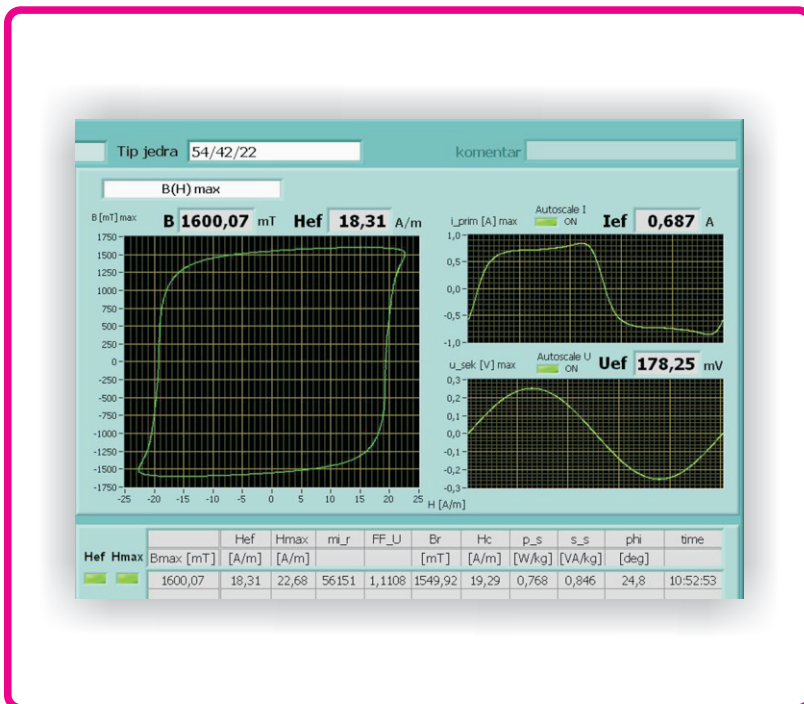 Tip jedra 54/42/22 komentar
B(H) max
B [mT] max B 1600,07 mT Hef 18,31 A/m
1750
1500
1250
1000
750
500
250
0
-250
-500
-750
-1000
-1250
-1500
-1750
-25 -20 -15 -10 -5 0 5 10 15 20 25 H [A/m]
i_prim [A] max Autoscale I ON Ief 0,687 A
1,0
0,5
0,0
-0,5
-1,0
u_sek [V] max Autoscale U ON Uef 178,25 mV
0,3
0,2
0,1
0,0
-0,1
-0,2
-0,3
Hef Hmax
Hef Hmax mi_r FF_U Br Hc p_s s_s phi time
Bmax [mT] [A/m] [A/m] [mT] [A/m] [W/kg] [VA/kg] [deg]
1600,07 18,31 22,68 56151 1,1108 1549,92 19,29 0,768 0,846 24,8 10:52:53